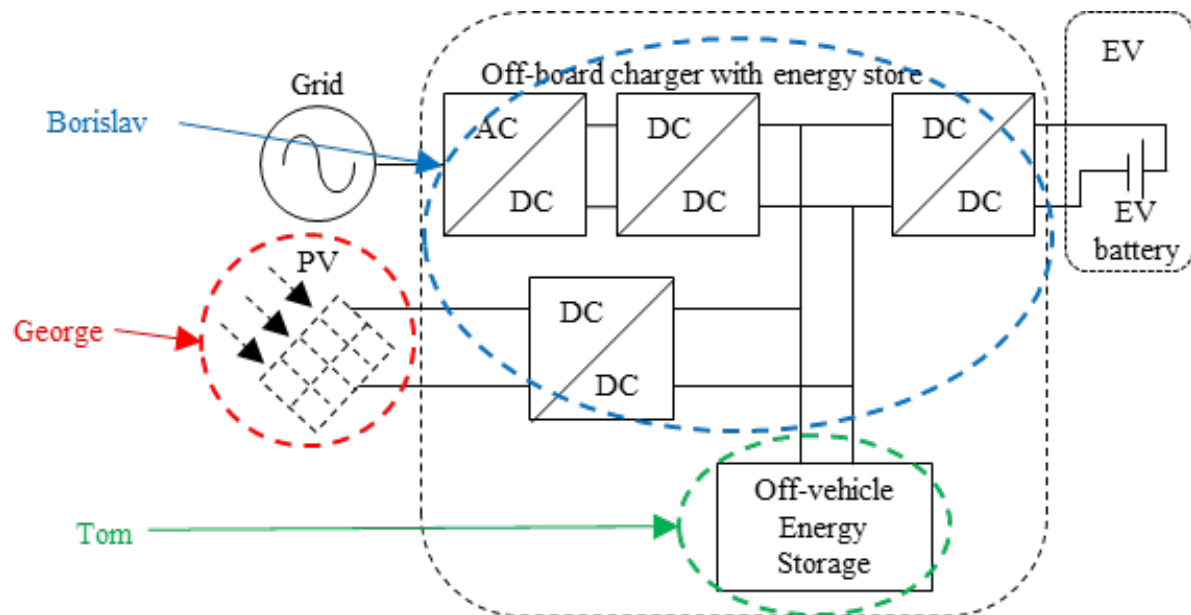 EV
Off-board charger with energy store
Grid
Borislav
AC
DC
DC
DC
DC
DC
EV
battery
PV
George
DC
DC
Off-vehicle
Energy
Storage
Tom